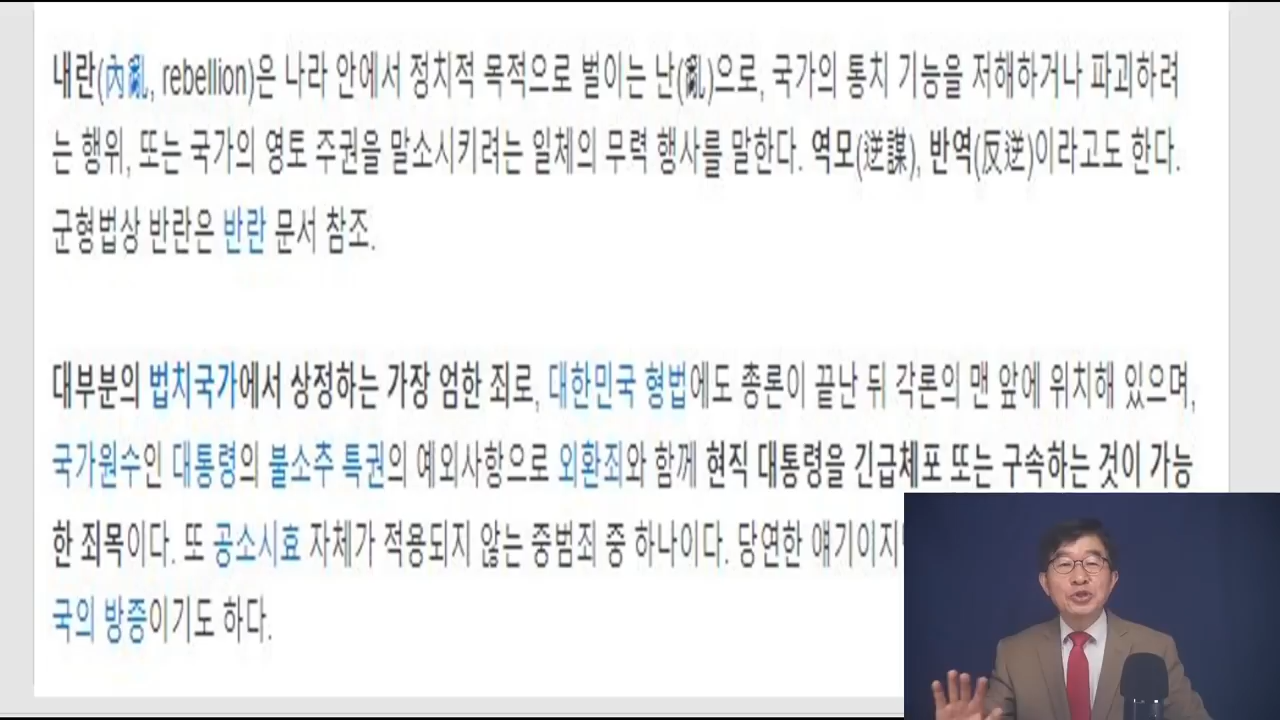 내란(內亂, rebellion)은 나라 안에서 정치적 목적으로 벌이는 난(亂)으로, 국가의 통치 기능을 저해하거나 파괴하려
는 행위, 또는 국가의 영토 주권을 말소시키려는 일체의 무력 행사를 말한다. 역모(逆謀), 반역(反逆)이라고도 한다.
군형법상 반란은 반란 문서 참조.
대부분의 법치국가에서 상정하는 가장 엄한 죄로, 대한민국 형법에도 총론이 끝난 뒤 각론의 맨 앞에 위치해 있으며,
국가원수인 대통령의 불소추 특권의 예외사항으로 외환죄와 함께 현직 대통령을 긴급체포 또는 구속하는 것이 가능
한 죄목이다. 또 공소시효 자체가 적용되지 않는 중범죄 중 하나이다. 당연한 얘기이지
국의 방증이기도 하다.